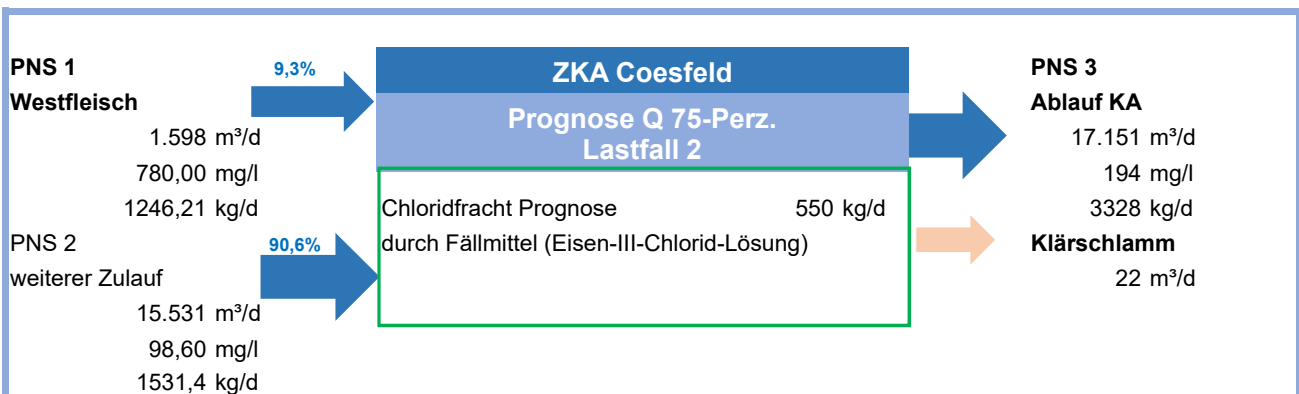 PNS 1
9,3%
Westfleisch
1.598 m³/d
780,00 mg/l
1246,21 kg/d
PNS 2
90,6%
weiterer Zulauf
15.531 m³/d
98,60 mg/l
1531,4 kg/d
ZKA Coesfeld
Prognose Q 75-Perz.
Lastfall 2
Chloridfracht Prognose 550 kg/d
durch Fällmittel (Eisen-III-Chlorid-Lösung)
PNS 3
Ablauf KA
17.151 m³/d
194 mg/l
3328 kg/d
Klärschlamm
22 m³/d